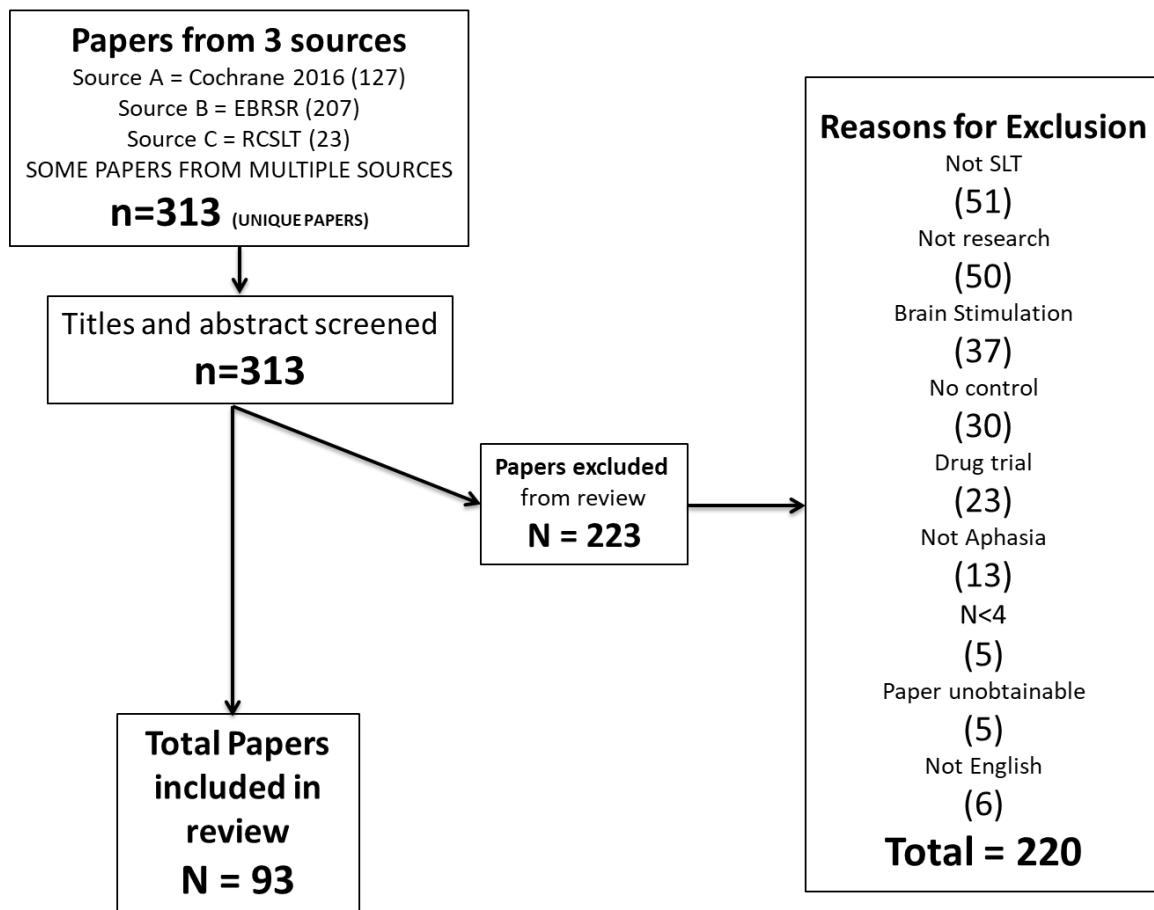 Papers from 3 sources
Source A = Cochrane 2016 (127)
Source B = EBRSR (207)
Source C = RCSLT (23)
SOME PAPERS FROM MULTIPLE SOURCES
n=313 (UNIQUE PAPERS)
Titles and abstract screened
n=313
Papers excluded
from review
N = 223
Reasons for Exclusion
Not SLT
(51)
Not research
(50)
Brain Stimulation
(37)
No control
(30)
Drug trial
(23)
Not Aphasia
(13)
N<4
(5)
Paper unobtainable
(5)
Not English
(6)
Total = 220
Total Papers
included in
review
N = 93